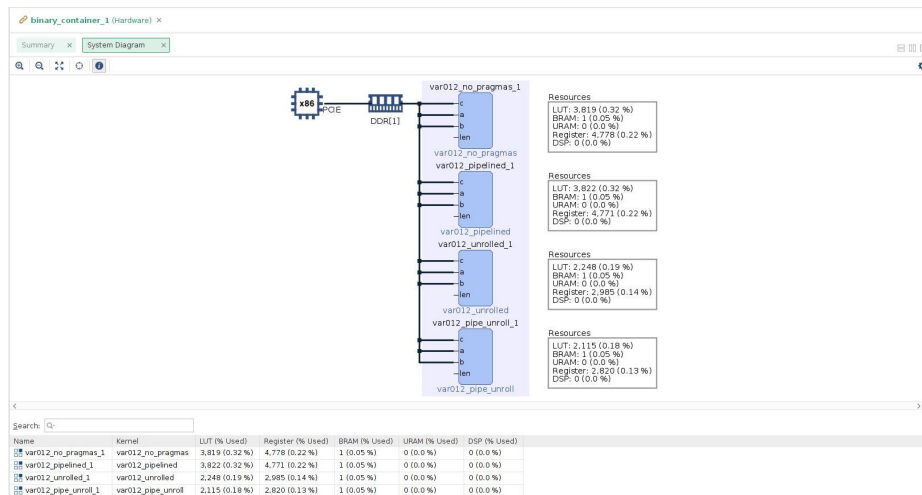 binary_container_1 (Hardware) ×
Summary × System Diagram ×
x86
PCIE
DDR[1]
var012_no_pragmas_1
c
a
b
len
var012_no_pragmas
Resources
LUT: 3,819 (0.32 %)
BRAM: 1 (0.05 %)
URAM: 0 (0.0 %)
Register: 4,778 (0.22 %)
DSP: 0 (0.0 %)
var012_pipelined_1
c
a
b
len
var012_pipelined
Resources
LUT: 3,822 (0.32 %)
BRAM: 1 (0.05 %)
URAM: 0 (0.0 %)
Register: 4,771 (0.22 %)
DSP: 0 (0.0 %)
var012_unrolled_1
c
a
b
len
var012_unrolled
Resources
LUT: 2,248 (0.19 %)
BRAM: 1 (0.05 %)
URAM: 0 (0.0 %)
Register: 2,985 (0.14 %)
DSP: 0 (0.0 %)
var012_pipe_unroll_1
c
a
b
len
var012_pipe_unroll
Resources
LUT: 2,115 (0.18 %)
BRAM: 1 (0.05 %)
URAM: 0 (0.0 %)
Register: 2,820 (0.13 %)
DSP: 0 (0.0 %)
Search:
Name Kernel LUT (% Used) Register (% Used) BRAM (% Used) URAM (% Used) DSP (% Used)
var012_no_pragmas_1 var012_no_pragmas 3,819 (0.32 %) 4,778 (0.22 %) 1 (0.05 %) 0 (0.0 %) 0 (0.0 %)
var012_pipelined_1 var012_pipelined 3,822 (0.32 %) 4,771 (0.22 %) 1 (0.05 %) 0 (0.0 %) 0 (0.0 %)
var012_unrolled_1 var012_unrolled 2,248 (0.19 %) 2,985 (0.14 %) 1 (0.05 %) 0 (0.0 %) 0 (0.0 %)
var012_pipe_unroll_1 var012_pipe_unroll 2,115 (0.18 %) 2,820 (0.13 %) 1 (0.05 %) 0 (0.0 %) 0 (0.0 %)